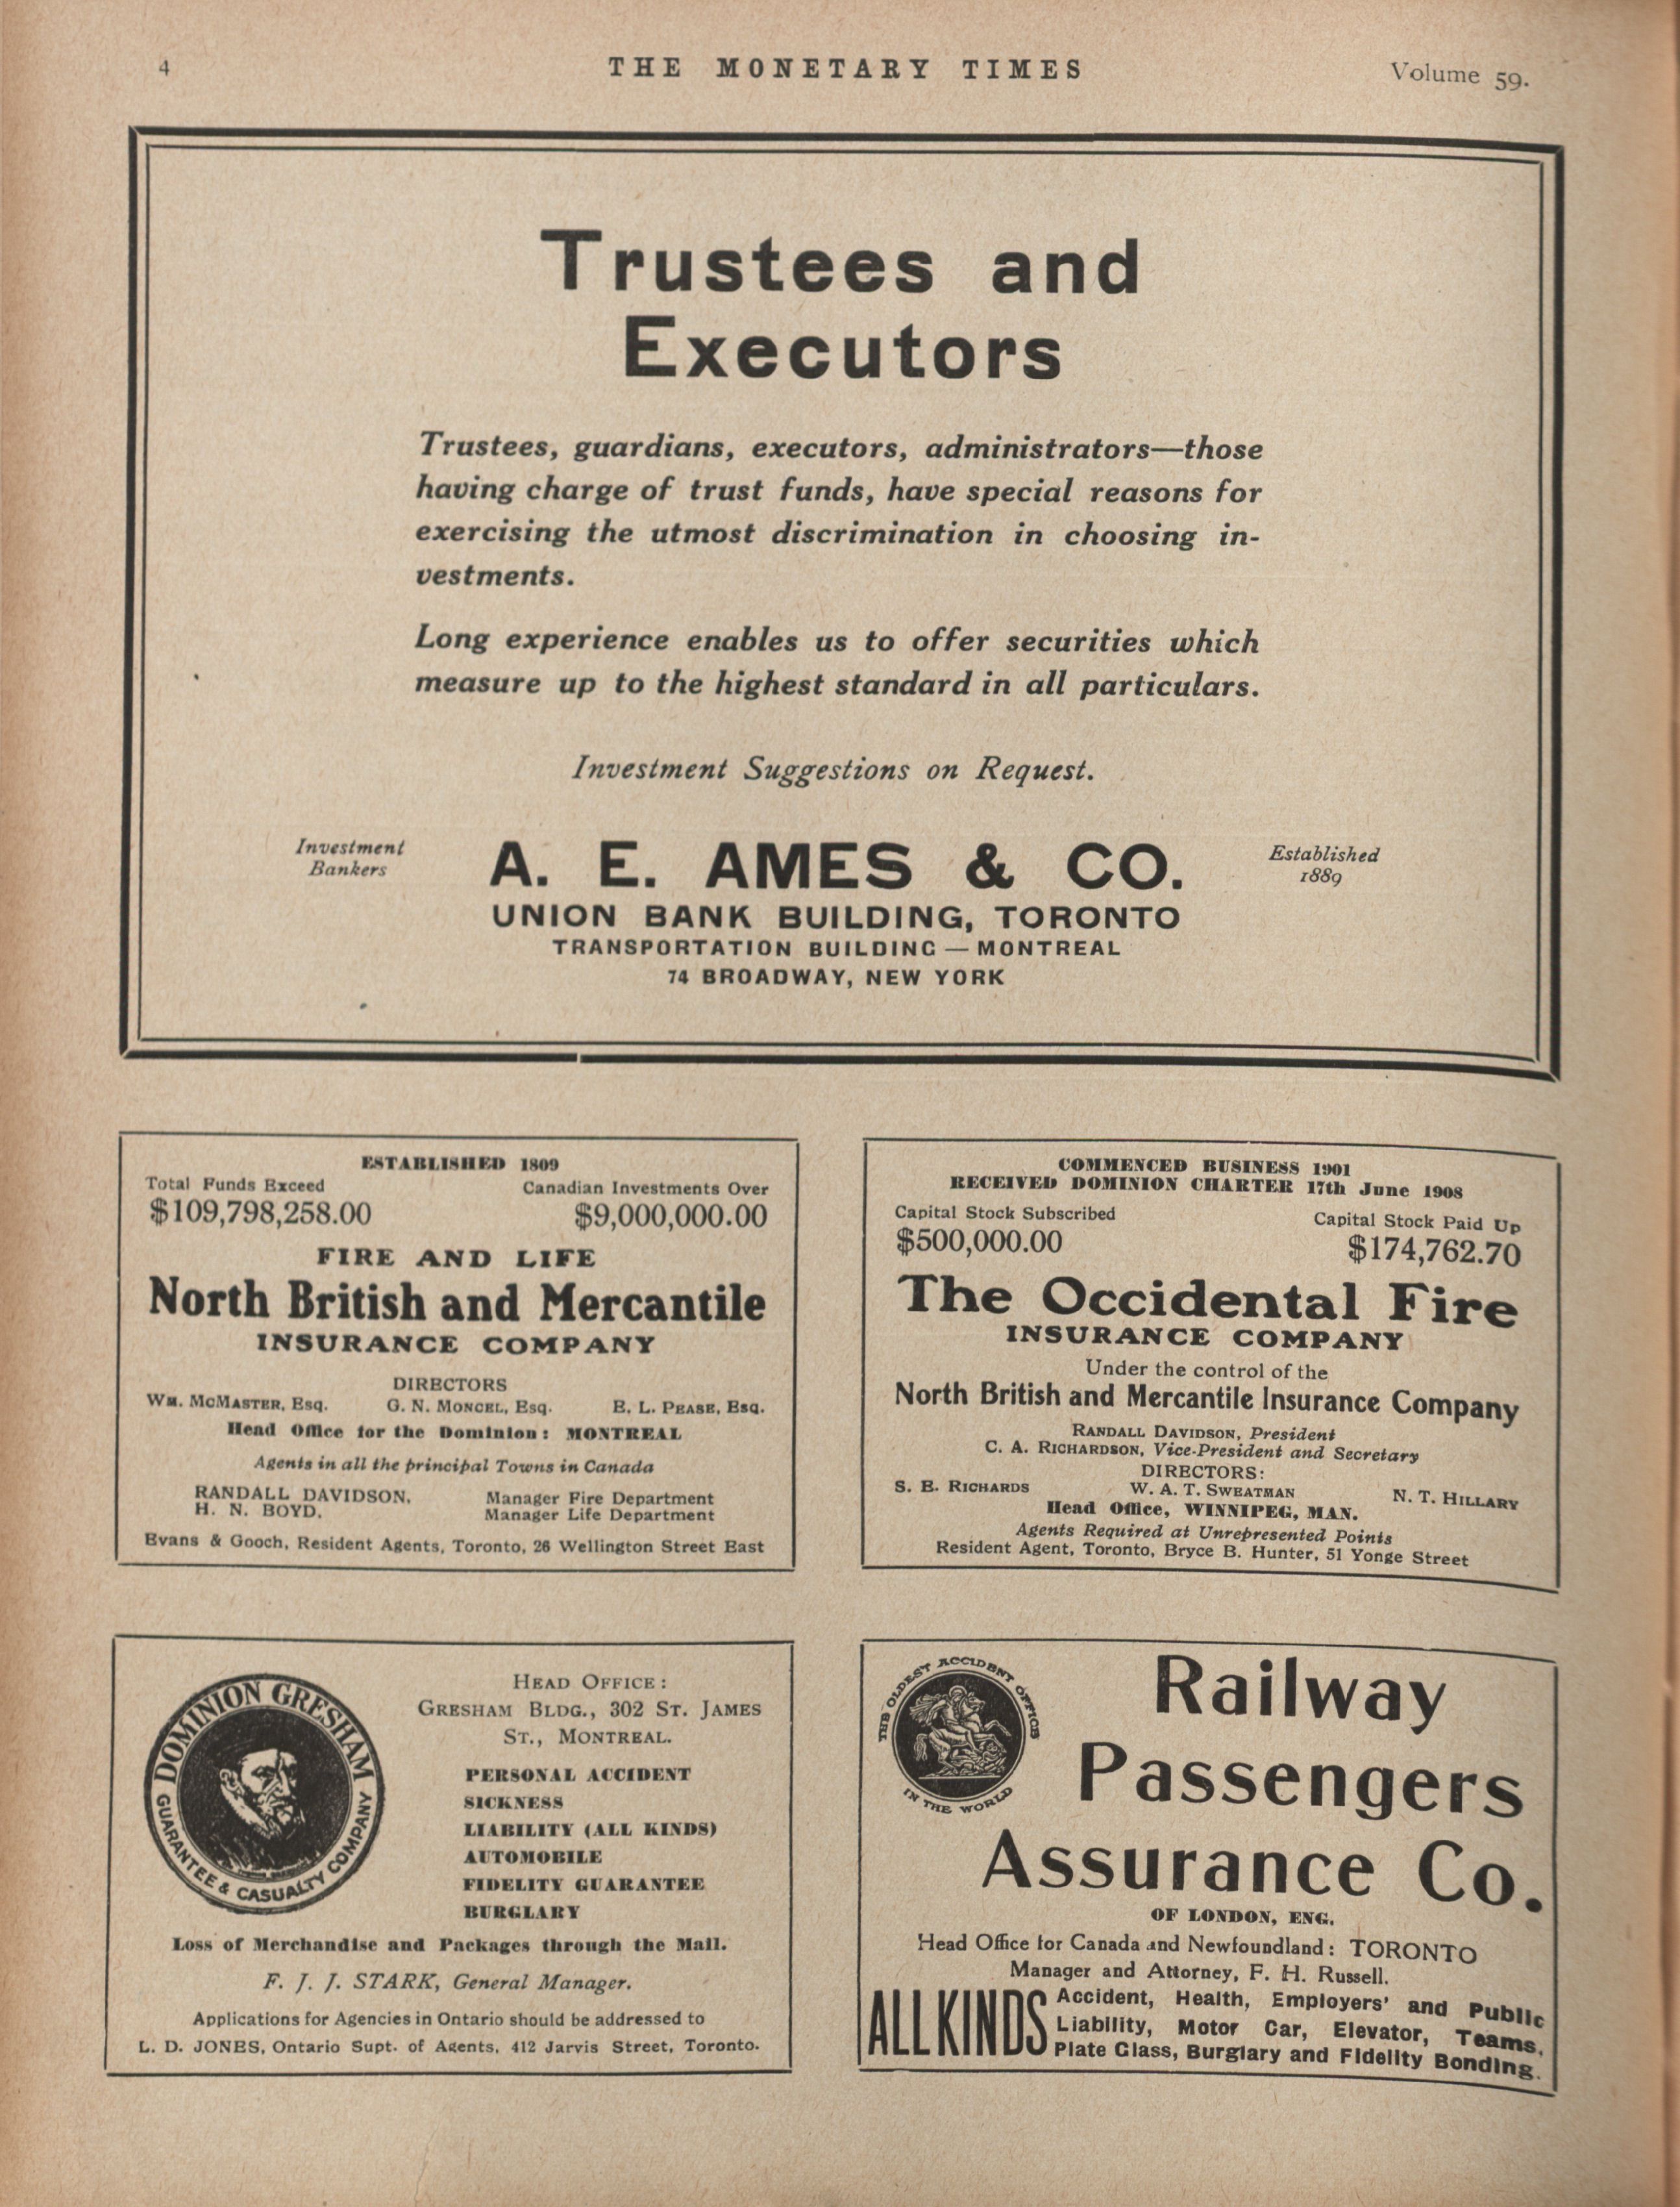 4
THE MONETARY TIMES
Volume 59.
Trustees and
Executors
Trustees, guardians, executors, administrators—those
having charge of trust funds, have special reasons for
exercising the utmost discrimination in choosing in-
vestments.
Long experience enables us to offer securities which
measure up to the highest standard in all particulars.
Investment Suggestions on Request.
Investment
Bankers
A. E. AMES & CO.
Established
1889
UNION BANK BUILDING, TORONTO
TRANSPORTATION BUILDING — MONTREAL
74 BROADWAY, NEW YORK
ESTABLISHED 1809
Total Funds Exceed
Canadian Investments Over
$109,798,258.00
$9,000,000.00
FIRE AND LIFE
North British and Mercantile
INSURANCE COMPANY
DIRECTORS
WM. MCMASTER, Esq.
G. N. MONCEL, Esq.
E. L. PEASE, Esq.
Head Office for the Dominion: MONTREAL
Agents in all the principal Towns in Canada
RANDALL DAVIDSON, Manager Fire Department
H. N. BOYD, Manager Life Department
Evans & Gooch, Resident Agents, Toronto, 26 Wellington Street East
COMMENCED BUSINESS 1901
RECEIVED DOMINION CHARTER 17th June 1908
Capital Stock Subscribed
Capital Stock Paid Up
$500,000.00
$174,762.70
The Occidental Fire
INSURANCE COMPANY
Under the control of the
North British and Mercantile Insurance Company
RANDALL DAVIDSON, President
C. A. RICHARDSON, Vice-President and Secretary
DIRECTORS:
S. E. RICHARDS
W. A. T. SWEATMAN
N. T. HILLARY
Head Office, WINNIPEG, MAN.
Agents Required at Unrepresented Points
Resident Agent, Toronto, Bryce B. Hunter, 51 Yonge Street
DOMINION GRESHAM
GUARANTEE & CASUALTY COMPANY
HEAD OFFICE:
GRESHAM BLDG., 302 ST. JAMES
ST., MONTREAL.
PERSONAL ACCIDENT
SICKNESS
LIABILITY (ALL KINDS)
AUTOMOBILE
FIDELITY GUARANTEE
BURGLARY
Loss of Merchandise and Packages through the Mail.
F. J. J. STARK, General Manager.
Applications for Agencies in Ontario should be addressed to
L. D. JONES, Ontario Supt. of Agents, 412 Jarvis Street, Toronto.
THE OLDEST ACCIDENT OFFICE
IN THE WORLD
Railway
Passengers
Assurance Co.
OF LONDON, ENG.
Head Office for Canada and Newfoundland: TORONTO
Manager and Attorney, F. H. Russell.
ALL KINDS
Accident, Health, Employers' and Public
Liability, Motor Car, Elevator, Teams,
Plate Glass, Burglary and Fidelity Bonding.